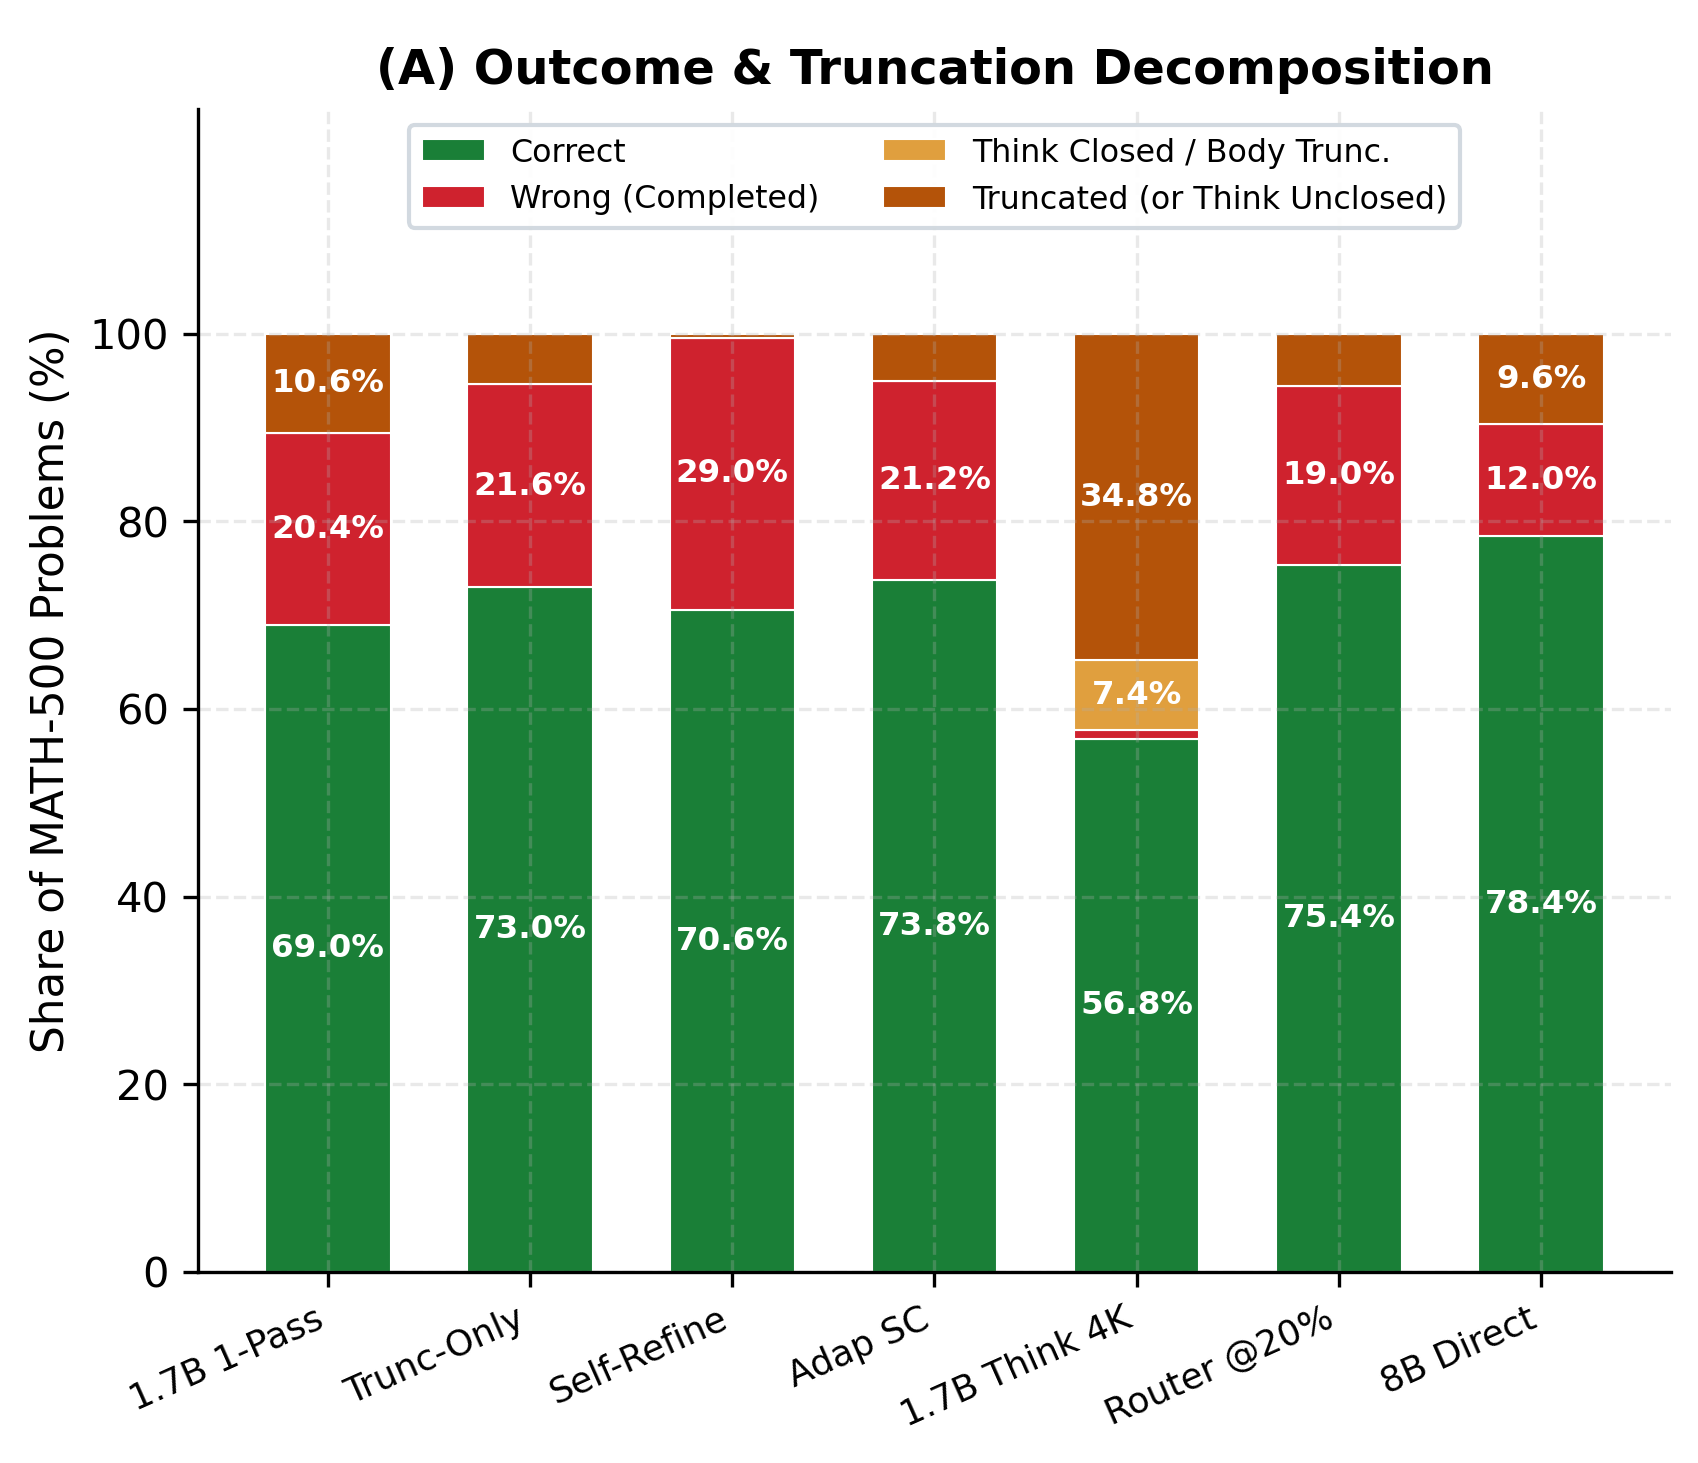 (A) Outcome & Truncation Decomposition
Correct
Wrong (Completed)
Think Closed / Body Trunc.
Truncated (or Think Unclosed)
Share of MATH-500 Problems (%)
100
80
60
40
20
0
10.6%
20.4%
69.0%
21.6%
73.0%
29.0%
70.6%
21.2%
73.8%
34.8%
7.4%
56.8%
19.0%
75.4%
9.6%
12.0%
78.4%
1.7B 1-Pass
Trunc-Only
Self-Refine
Adap SC
1.7B Think 4K
Router @20%
8B Direct